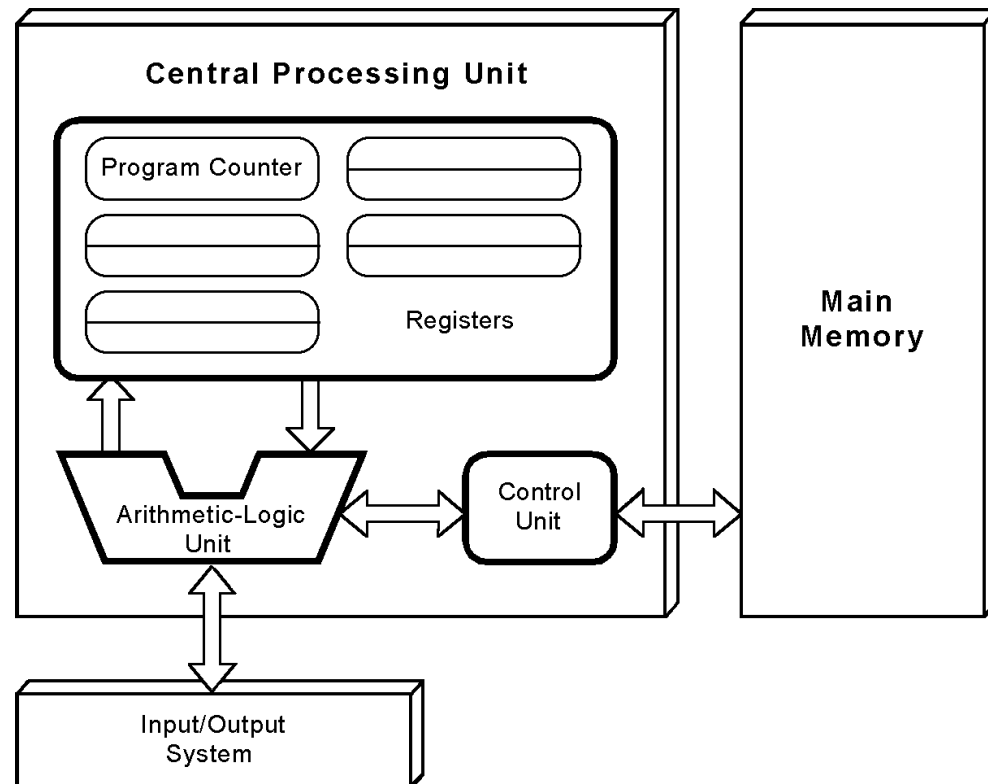 Central Processing Unit
Program Counter
Registers
Main
Memory
Arithmetic-Logic
Unit
Control
Unit
Input/Output
System